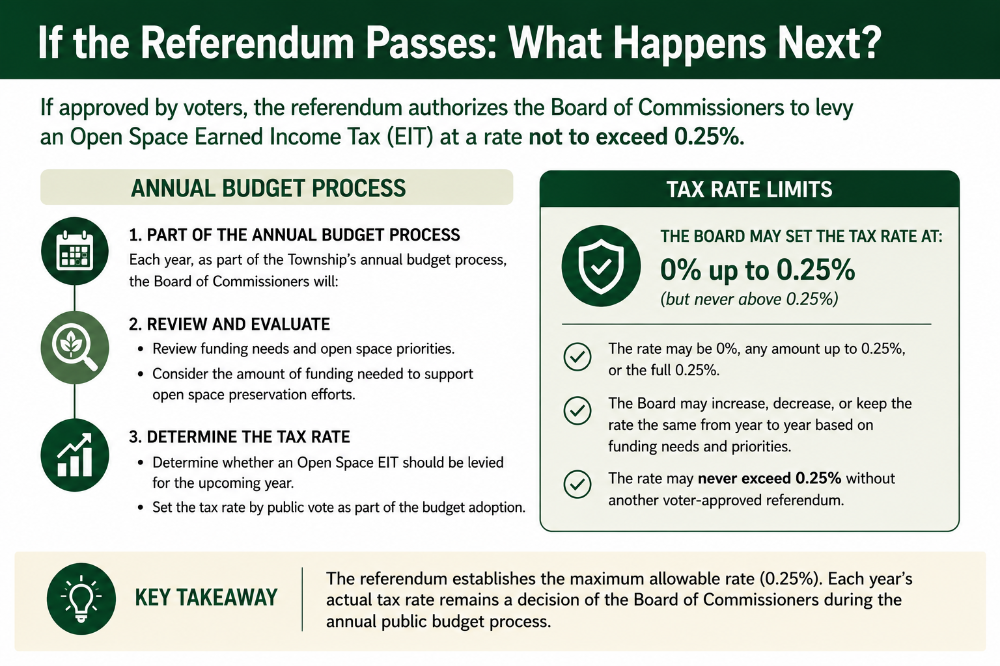 If the Referendum Passes: What Happens Next?
If approved by voters, the referendum authorizes the Board of Commissioners to levy
an Open Space Earned Income Tax (EIT) at a rate not to exceed 0.25%.
ANNUAL BUDGET PROCESS
1. PART OF THE ANNUAL BUDGET PROCESS
Each year, as part of the Township's annual budget process,
the Board of Commissioners will:
2. REVIEW AND EVALUATE
• Review funding needs and open space priorities.
• Consider the amount of funding needed to support
open space preservation efforts.
3. DETERMINE THE TAX RATE
• Determine whether an Open Space EIT should be levied
for the upcoming year.
• Set the tax rate by public vote as part of the budget adoption.
TAX RATE LIMITS
THE BOARD MAY SET THE TAX RATE AT:
0% up to 0.25%
(but never above 0.25%)
The rate may be 0%, any amount up to 0.25%,
or the full 0.25%.
The Board may increase, decrease, or keep the
rate the same from year to year based on
funding needs and priorities.
The rate may never exceed 0.25% without
another voter-approved referendum.
KEY TAKEAWAY
The referendum establishes the maximum allowable rate (0.25%). Each year's
actual tax rate remains a decision of the Board of Commissioners during the
annual public budget process.